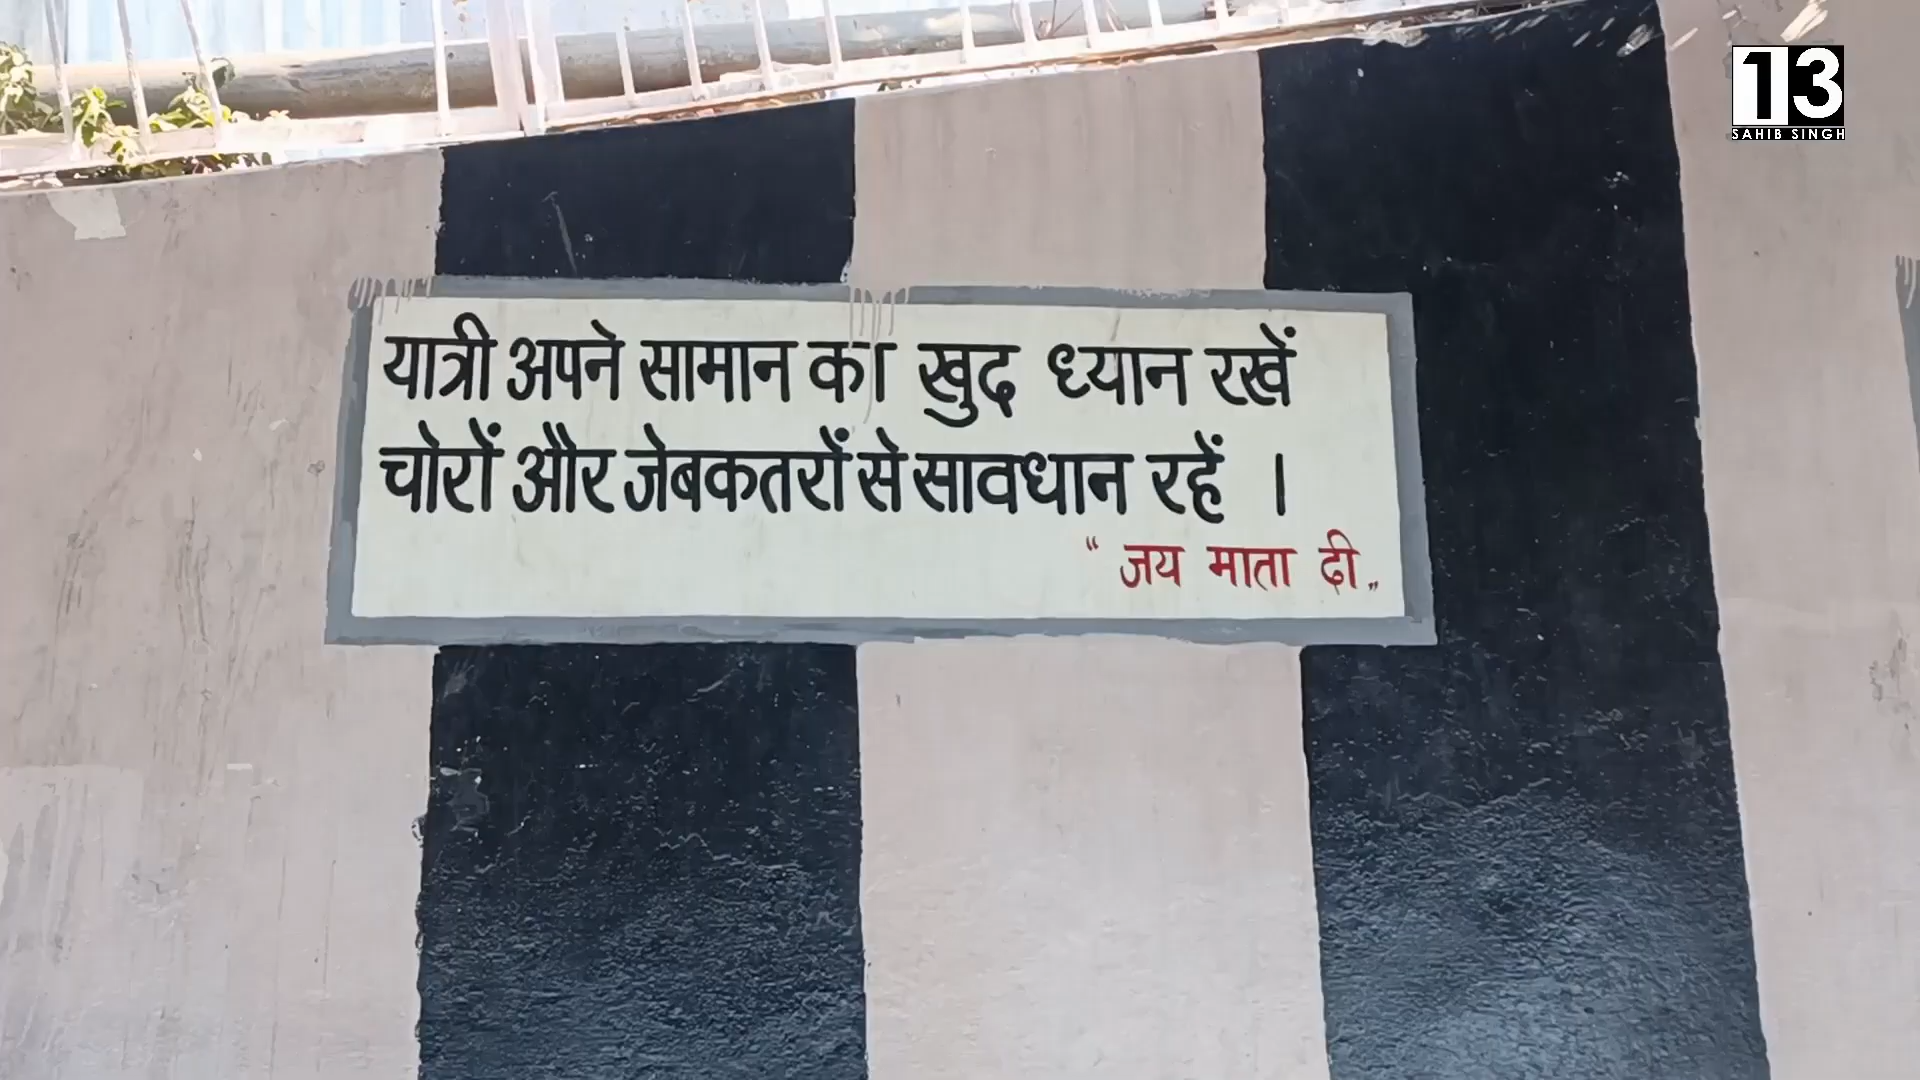 13
SAHIB SINGH
यात्री अपने सामान का खुद ध्यान रखें
चोरों और जेबकतरों से सावधान रहें ।
“ जय माता दी „